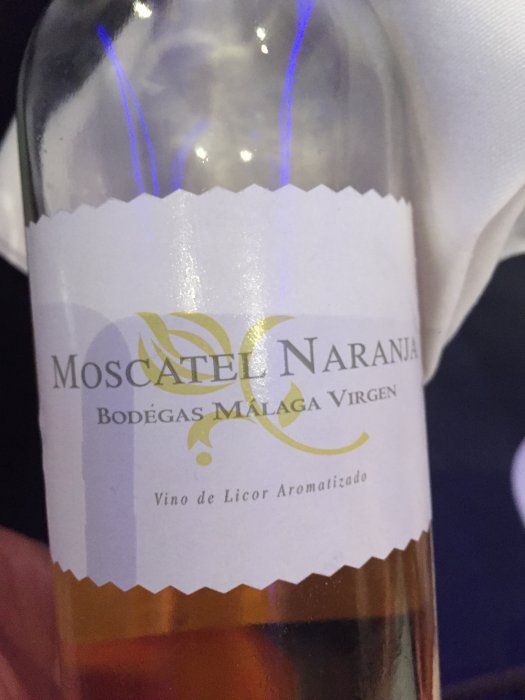 MOSCATEL NARANJA
BODEGAS MÁLAGA VIRGEN
Vino de Licor Aromatizado